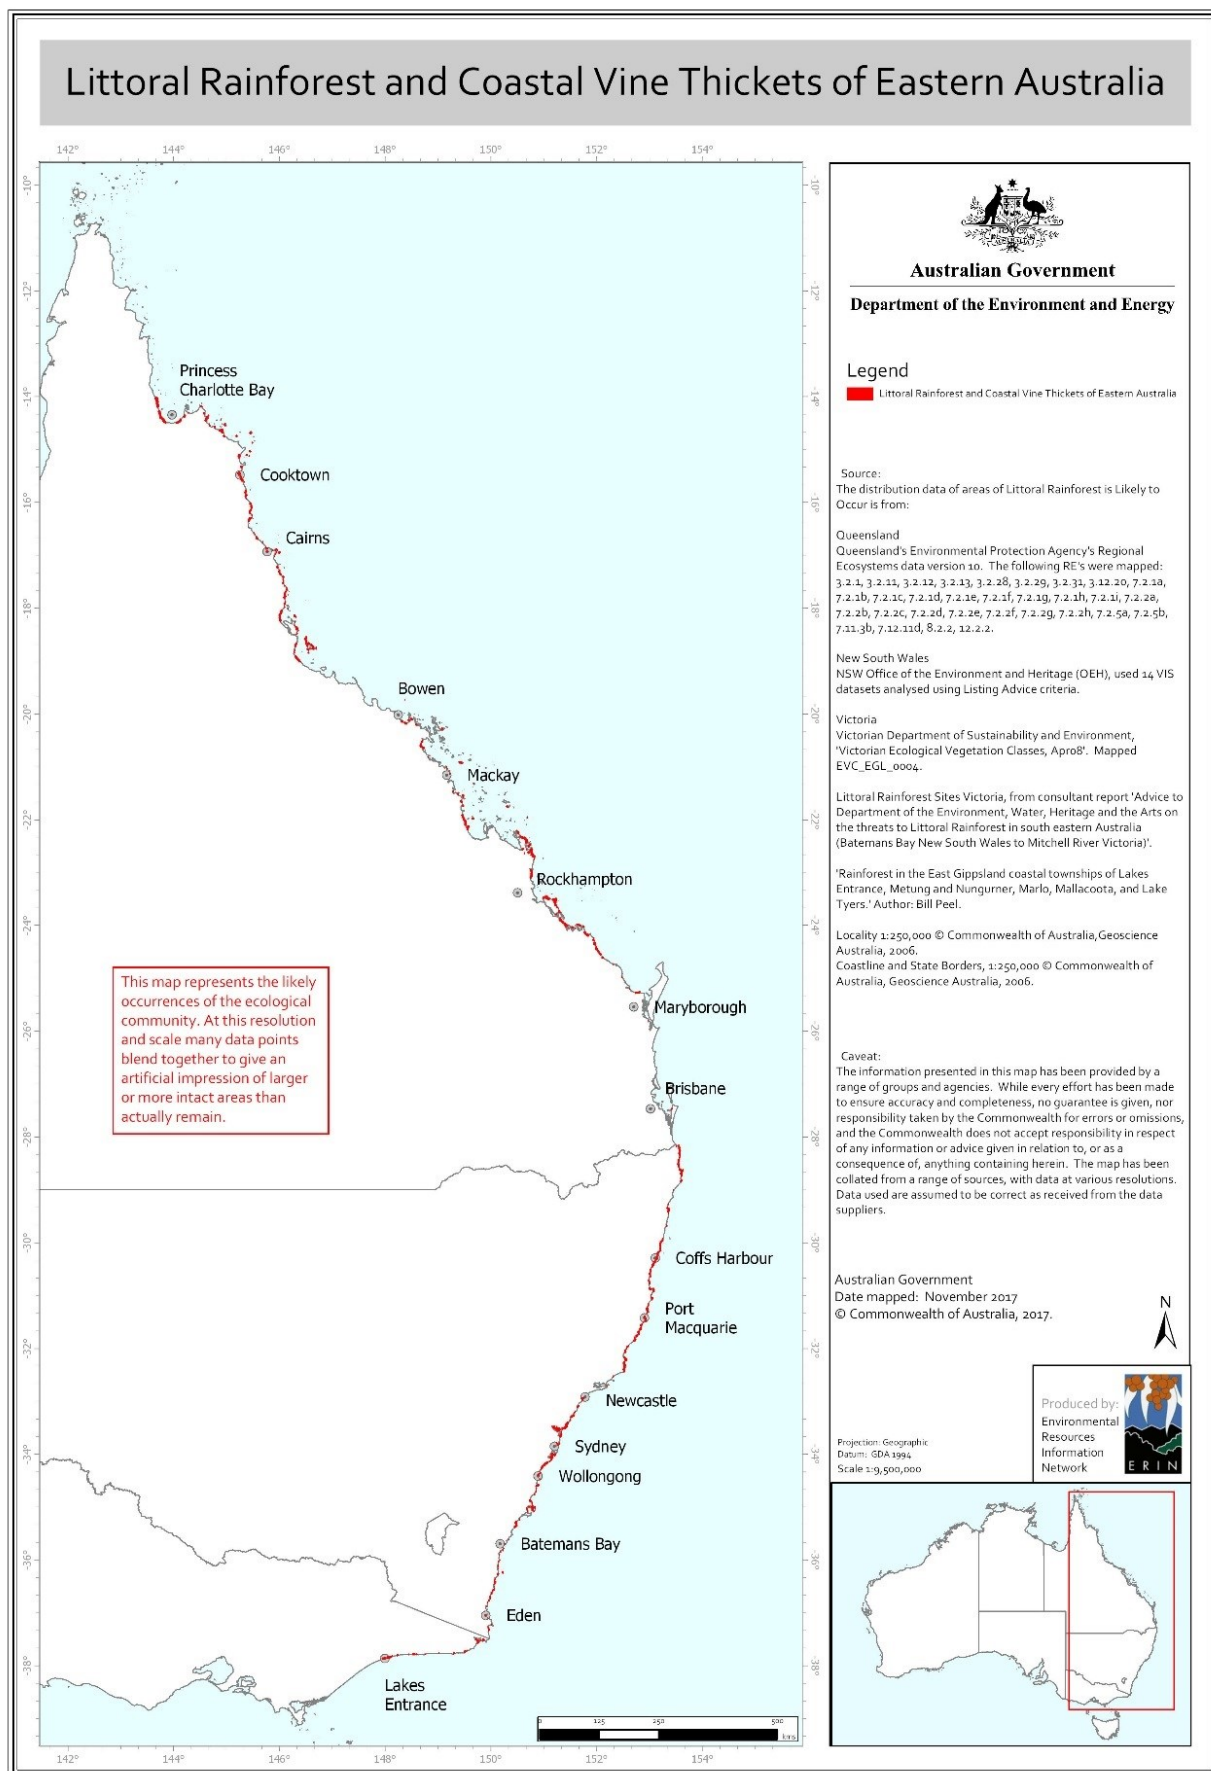 Littoral Rainforest and Coastal Vine Thickets of Eastern Australia
142° 144° 146° 148° 150° 152° 154°
-10° -10°
-12° -12°
-14° -14°
-16° -16°
-18° -18°
-20° -20°
-22° -22°
-24° -24°
-26° -26°
-28° -28°
-30° -30°
-32° -32°
-34° -34°
-36° -36°
-38° -38°
Princess
Charlotte Bay
Cooktown
Cairns
Bowen
Mackay
Rockhampton
Maryborough
Brisbane
Coffs Harbour
Port
Macquarie
Newcastle
Sydney
Wollongong
Batemans Bay
Eden
Lakes
Entrance
This map represents the likely
occurrences of the ecological
community. At this resolution
and scale many data points
blend together to give an
artificial impression of larger
or more intact areas than
actually remain.
0 125 250 500
kms
142° 144° 146° 148° 150° 152° 154°
Australian Government
Department of the Environment and Energy
Legend
Littoral Rainforest and Coastal Vine Thickets of Eastern Australia
Source:
The distribution data of areas of Littoral Rainforest is Likely to
Occur is from:
Queensland
Queensland's Environmental Protection Agency's Regional
Ecosystems data version 10. The following RE's were mapped:
3.2.1, 3.2.11, 3.2.12, 3.2.13, 3.2.28, 3.2.29, 3.2.31, 3.12.20, 7.2.1a,
7.2.1b, 7.2.1c, 7.2.1d, 7.2.1e, 7.2.1f, 7.2.1g, 7.2.1h, 7.2.1i, 7.2.2a,
7.2.2b, 7.2.2c, 7.2.2d, 7.2.2e, 7.2.2f, 7.2.2g, 7.2.2h, 7.2.5a, 7.2.5b,
7.11.3b, 7.12.11d, 8.2.2, 12.2.2.
New South Wales
NSW Office of the Environment and Heritage (OEH), used 14 VIS
datasets analysed using Listing Advice criteria.
Victoria
Victorian Department of Sustainability and Environment,
'Victorian Ecological Vegetation Classes, Apr08'. Mapped
EVC_EGL_0004.
Littoral Rainforest Sites Victoria, from consultant report 'Advice to
Department of the Environment, Water, Heritage and the Arts on
the threats to Littoral Rainforest in south eastern Australia
(Batemans Bay New South Wales to Mitchell River Victoria)'.
'Rainforest in the East Gippsland coastal townships of Lakes
Entrance, Metung and Nungurner, Marlo, Mallacoota, and Lake
Tyers.' Author: Bill Peel.
Locality 1:250,000 © Commonwealth of Australia,Geoscience
Australia, 2006.
Coastline and State Borders, 1:250,000 © Commonwealth of
Australia, Geoscience Australia, 2006.
Caveat:
The information presented in this map has been provided by a
range of groups and agencies. While every effort has been made
to ensure accuracy and completeness, no guarantee is given, nor
responsibility taken by the Commonwealth for errors or omissions,
and the Commonwealth does not accept responsibility in respect
of any information or advice given in relation to, or as a
consequence of, anything containing herein. The map has been
collated from a range of sources, with data at various resolutions.
Data used are assumed to be correct as received from the data
suppliers.
Australian Government
Date mapped: November 2017
© Commonwealth of Australia, 2017.
N
Projection: Geographic
Datum: GDA 1994
Scale 1:9,500,000
Produced by:
Environmental
Resources
Information
Network
ERIN